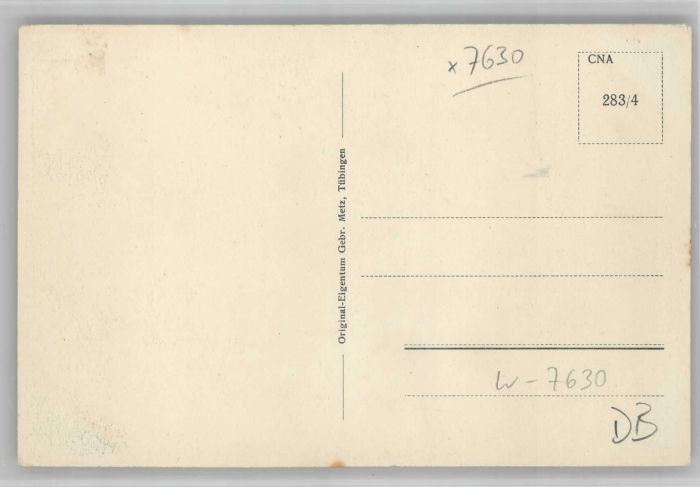 x 7630
CNA
283/4
Original-Eigentum Gebr. Metz, Tübingen
W - 7630
DB